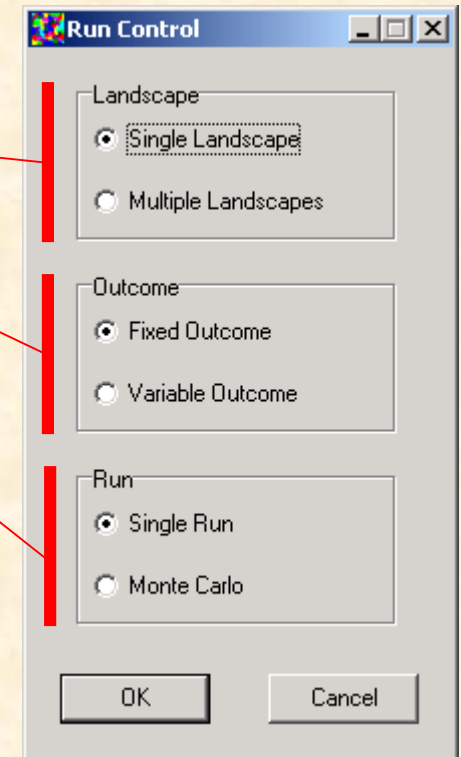 Run Control
Landscape
Single Landscape
Multiple Landscapes
Outcome
Fixed Outcome
Variable Outcome
Run
Single Run
Monte Carlo
OK Cancel